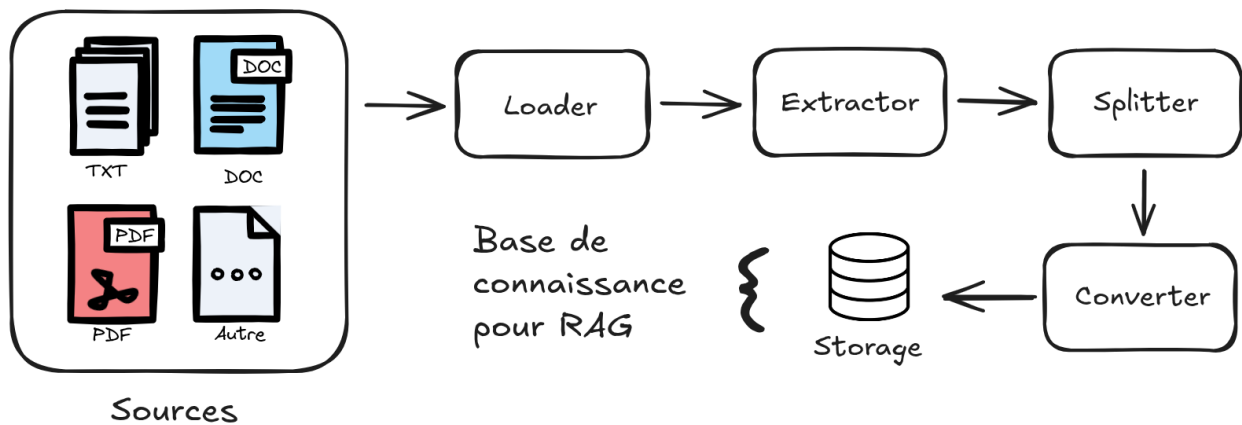 DOC
TXT
DOC
PDF
PDF
Autre
Sources
Loader
Extractor
Splitter
Converter
Storage
Base de
connaissance
pour RAG